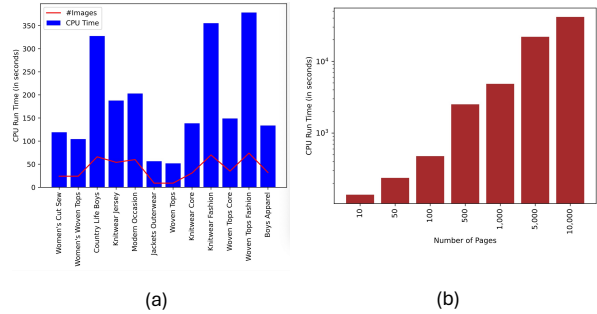 #Images
CPU Time
CPU Run Time (in seconds)
350
300
250
200
150
100
50
0
Women's Cut Sew
Women's Woven Tops
Country Life Boys
Knitwear Jersey
Modern Occasion
Jackets Outerwear
Woven Tops
Knitwear Core
Knitwear Fashion
Woven Tops Core
Woven Tops Fashion
Boys Apparel
(a)
CPU Run Time (in seconds)
10⁴
10³
10
50
100
500
1,000
5,000
10,000
Number of Pages
(b)